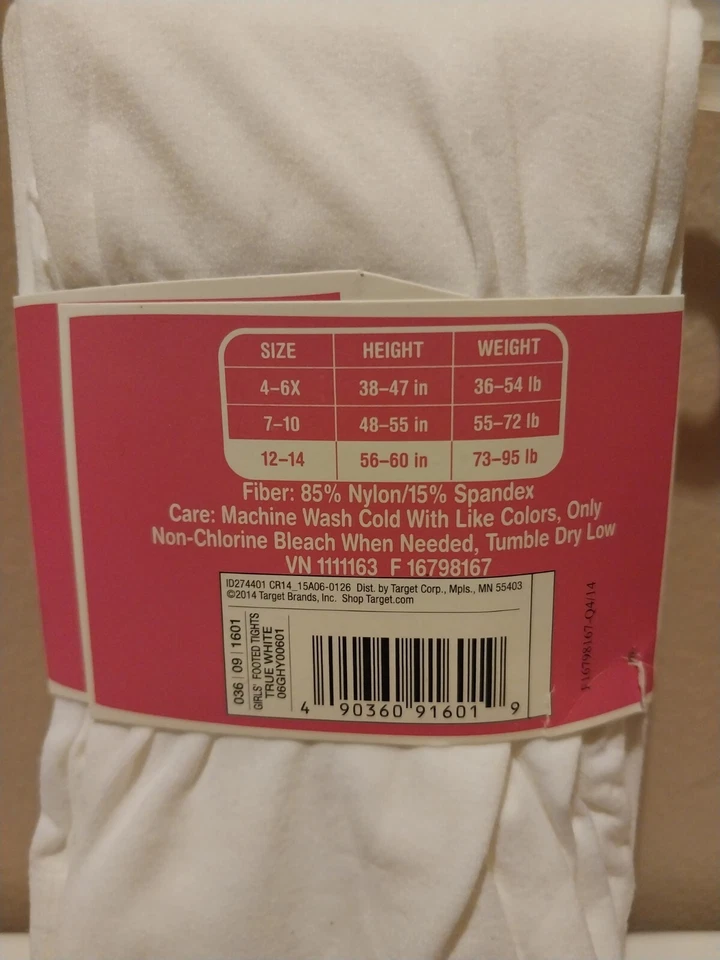 SIZE HEIGHT WEIGHT
4–6X 38–47 in 36–54 lb
7–10 48–55 in 55–72 lb
12–14 56–60 in 73–95 lb
Fiber: 85% Nylon/15% Spandex
Care: Machine Wash Cold With Like Colors, Only
Non-Chlorine Bleach When Needed, Tumble Dry Low
VN 1111163 F 16798167
ID274401 CR14_15A06-0126 Dist. by Target Corp., Mpls., MN 55403
©2014 Target Brands, Inc. Shop Target.com
036 | 09 | 1601
GIRLS' FOOTED TIGHTS
TRUE WHITE
06GHY00601
4 90360 91601 9
F16798167-Q4/14